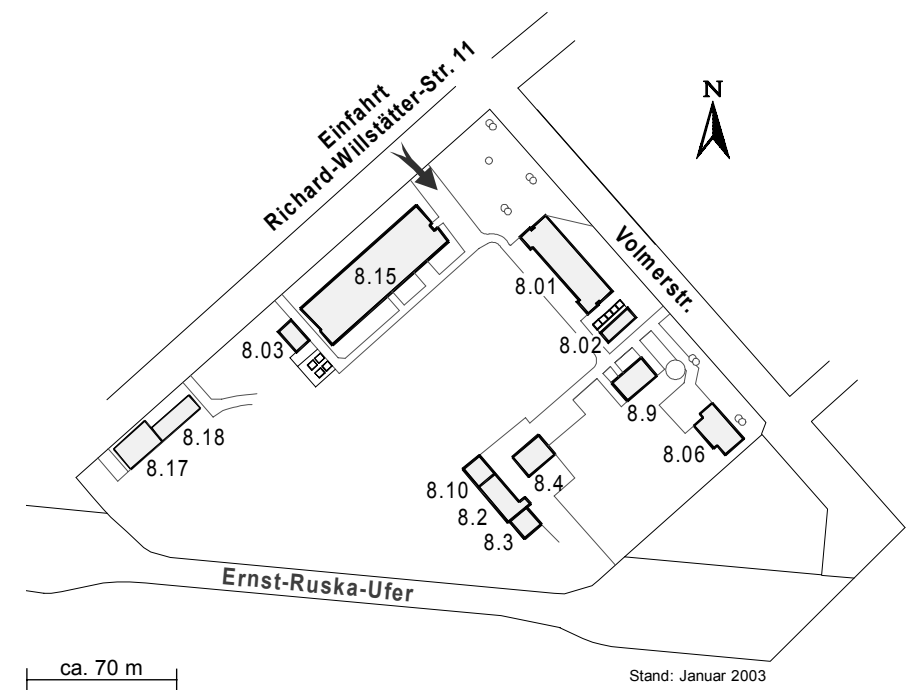 N
Einfahrt
Richard-Willstätter-Str. 11
Volmerstr.
8.15
8.01
8.03
8.02
8.9
8.18
8.17
8.06
8.10
8.4
8.2
8.3
Ernst-Ruska-Ufer
ca. 70 m
Stand: Januar 2003